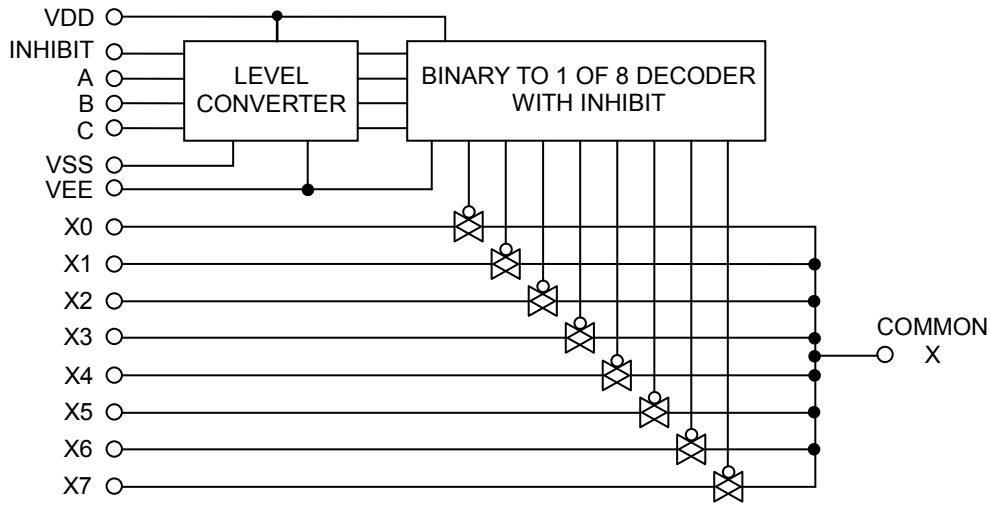 VDD
INHIBIT
A
B
C
VSS
VEE
LEVEL
CONVERTER
BINARY TO 1 OF 8 DECODER
WITH INHIBIT
X0
X1
X2
X3
X4
X5
X6
X7
COMMON
X